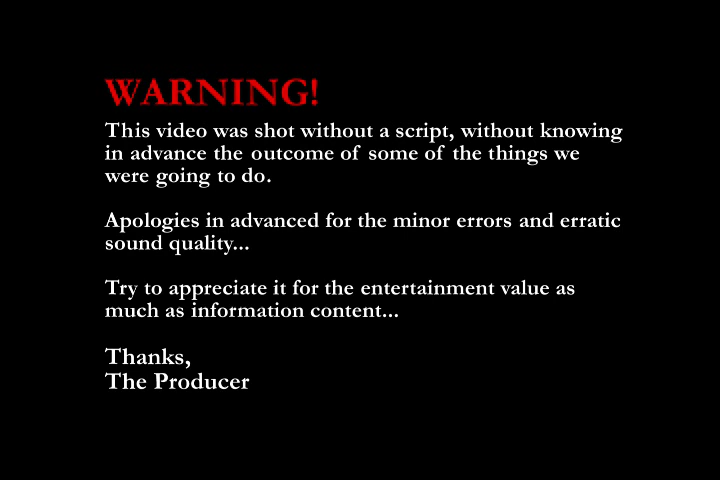 WARNING!
This video was shot without a script, without knowing
in advance the outcome of some of the things we
were going to do.
Apologies in advanced for the minor errors and erratic
sound quality...
Try to appreciate it for the entertainment value as
much as information content...
Thanks,
The Producer